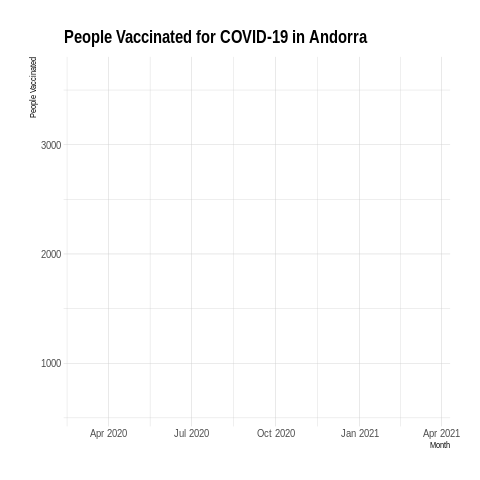 People Vaccinated for COVID-19 in Andorra
People Vaccinated
3000
2000
1000
Apr 2020 Jul 2020 Oct 2020 Jan 2021 Apr 2021
Month